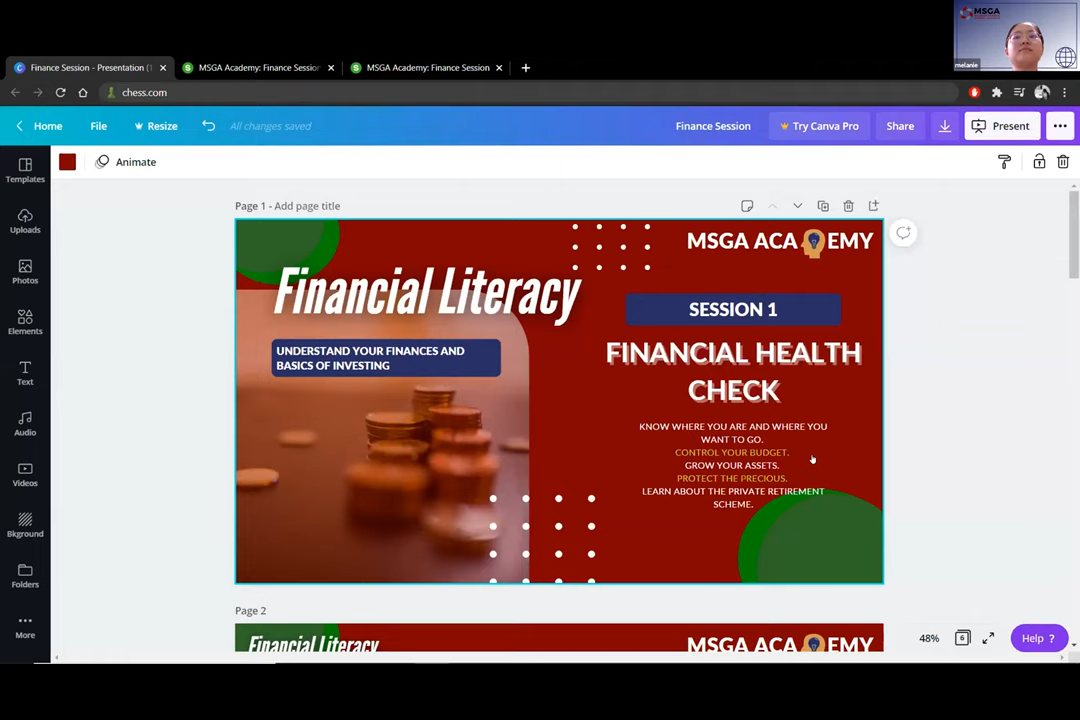 MSGA
melanie
Finance Session - Presentation (1
MSGA Academy: Finance Session
MSGA Academy: Finance Session
chess.com
Home
File
Resize
All changes saved
Finance Session
Try Canva Pro
Share
Present
Templates
Uploads
Photos
Elements
Text
Audio
Videos
Bkground
Folders
More
Animate
Page 1 - Add page title
MSGA ACA EMY
Financial Literacy
UNDERSTAND YOUR FINANCES AND
BASICS OF INVESTING
SESSION 1
FINANCIAL HEALTH
CHECK
KNOW WHERE YOU ARE AND WHERE YOU
WANT TO GO.
CONTROL YOUR BUDGET.
GROW YOUR ASSETS.
PROTECT THE PRECIOUS.
LEARN ABOUT THE PRIVATE RETIREMENT
SCHEME.
Page 2
Financial Literacy
MSGA ACA EMY
48%
6
Help ?